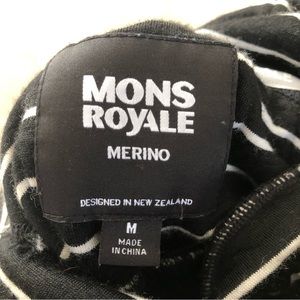 MONS
ROYALE
MERINO
DESIGNED IN NEW ZEALAND
M
MADE
IN CHINA